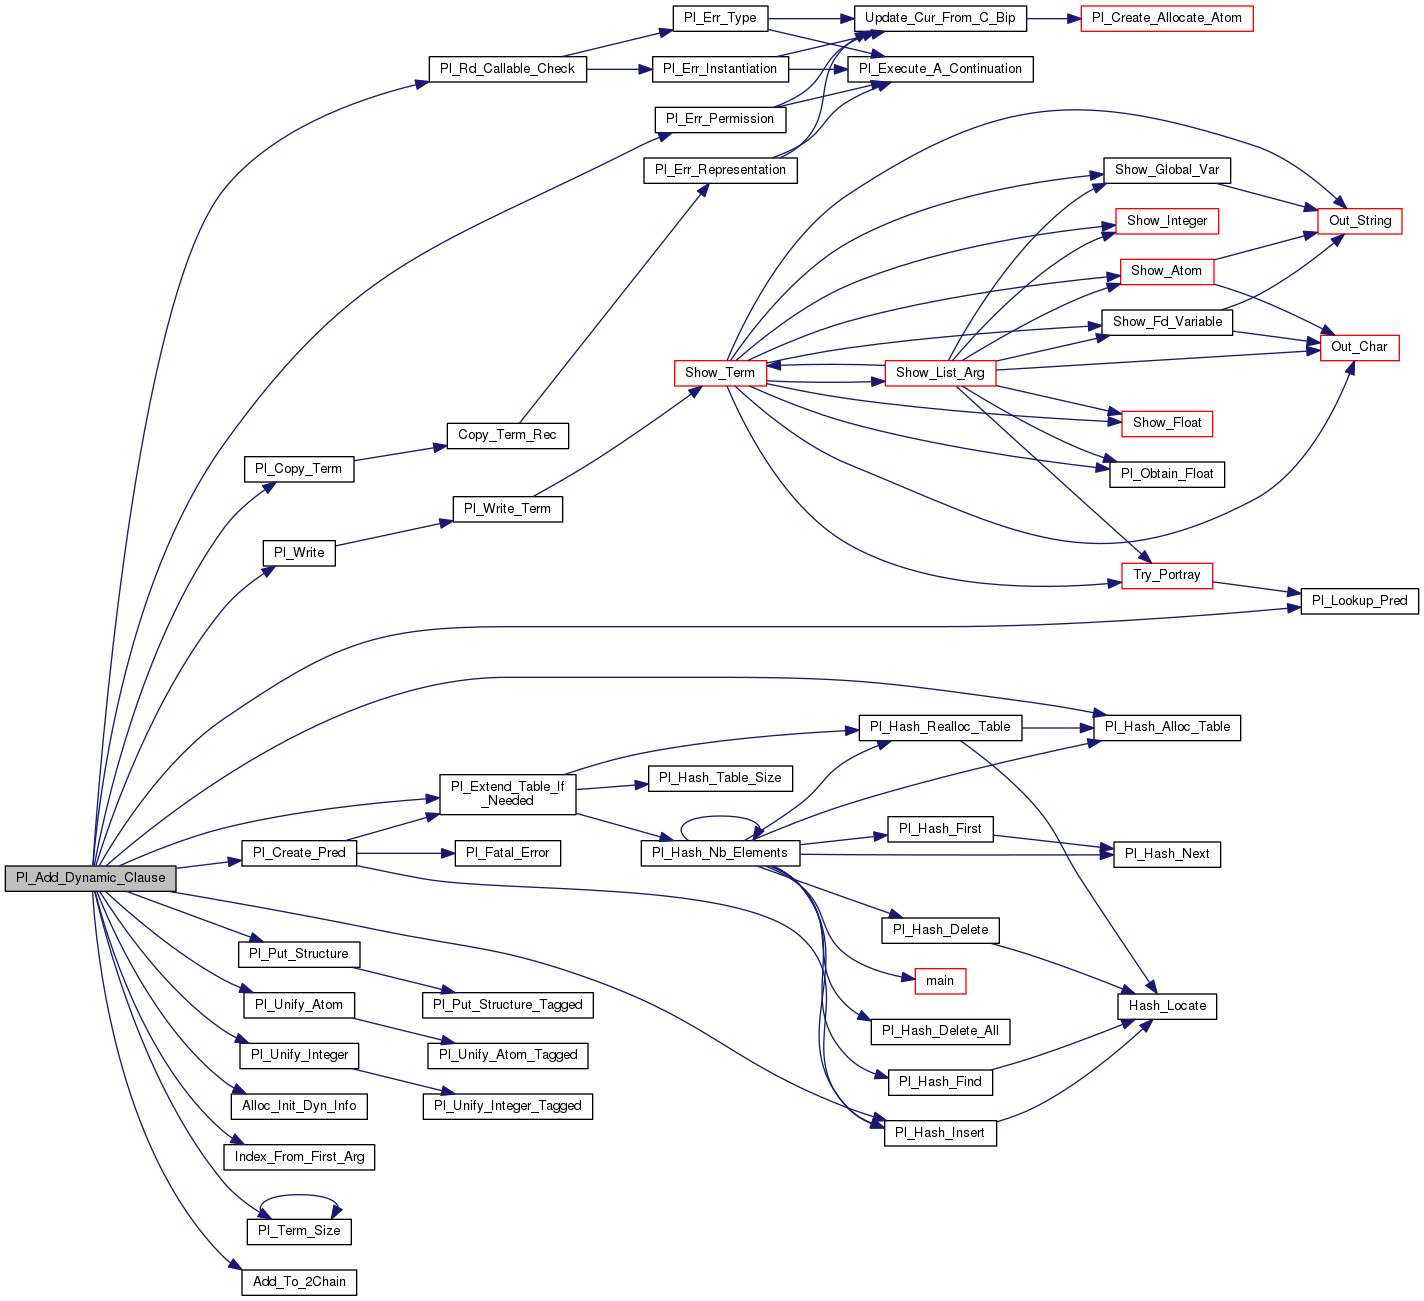 Pl_Err_Type
Update_Cur_From_C_Bip
Pl_Create_Allocate_Atom
Pl_Rd_Callable_Check
Pl_Err_Instantiation
Pl_Execute_A_Continuation
Pl_Err_Permission
Pl_Err_Representation
Show_Global_Var
Show_Integer
Out_String
Show_Atom
Show_Fd_Variable
Out_Char
Show_Term
Show_List_Arg
Show_Float
Copy_Term_Rec
Pl_Copy_Term
Pl_Obtain_Float
Pl_Write_Term
Pl_Write
Try_Portray
Pl_Lookup_Pred
Pl_Hash_Realloc_Table
Pl_Hash_Alloc_Table
Pl_Extend_Table_If
_Needed
Pl_Hash_Table_Size
Pl_Hash_First
Pl_Create_Pred
Pl_Fatal_Error
Pl_Hash_Nb_Elements
Pl_Hash_Next
Pl_Add_Dynamic_Clause
Pl_Hash_Delete
Pl_Put_Structure
main
Pl_Unify_Atom
Pl_Put_Structure_Tagged
Hash_Locate
Pl_Hash_Delete_All
Pl_Unify_Integer
Pl_Unify_Atom_Tagged
Pl_Hash_Find
Alloc_Init_Dyn_Info
Pl_Unify_Integer_Tagged
Pl_Hash_Insert
Index_From_First_Arg
Pl_Term_Size
Add_To_2Chain